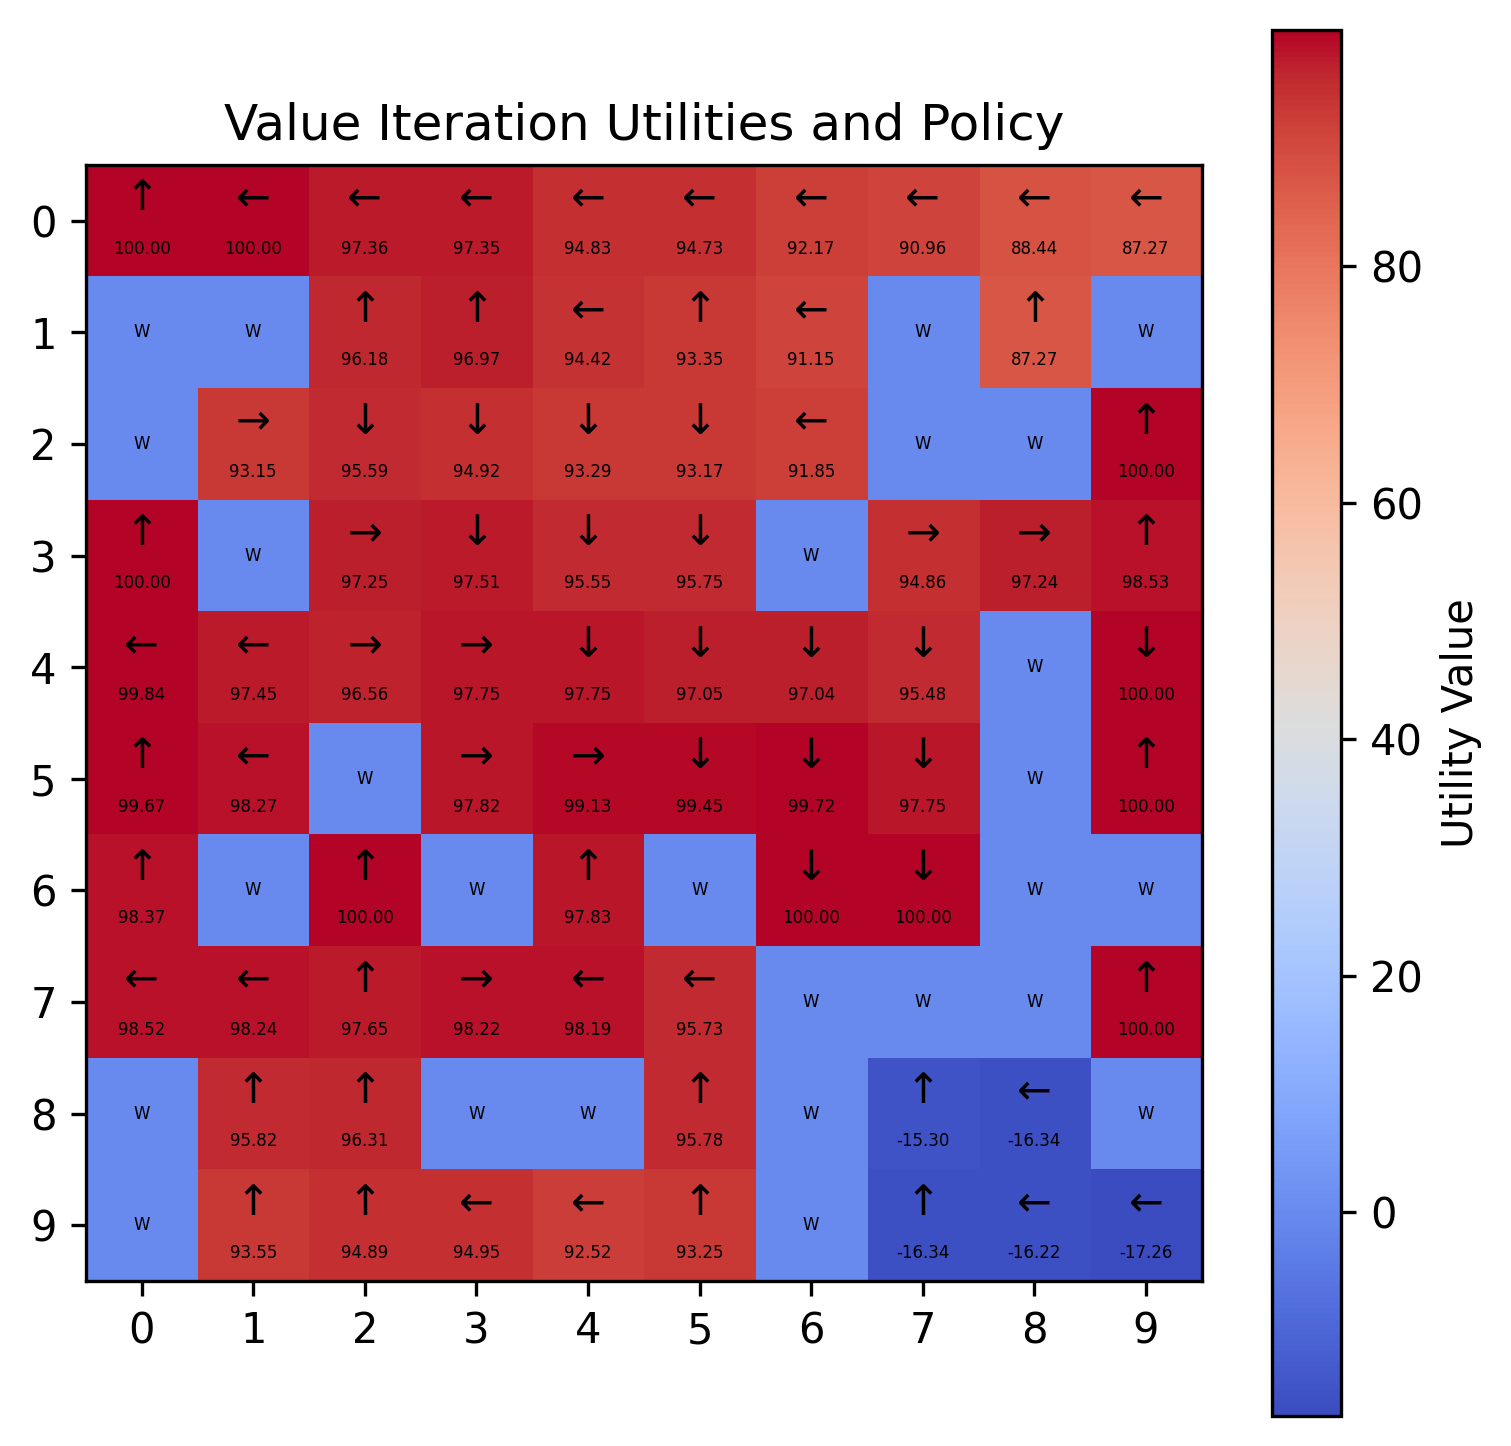 Value Iteration Utilities and Policy
0 ↑ ← ← ← ← ← ← ← ← ←
100.00 100.00 97.36 97.35 94.83 94.73 92.17 90.96 88.44 87.27
1 W W ↑ ↑ ← ↑ ← W ↑ W
96.18 96.97 94.42 93.35 91.15 87.27
2 W → ↓ ↓ ↓ ↓ ← W W ↑
93.15 95.59 94.92 93.29 93.17 91.85 100.00
3 ↑ W → ↓ ↓ ↓ W → → ↑
100.00 97.25 97.51 95.55 95.75 94.86 97.24 98.53
4 ← ← → → ↓ ↓ ↓ ↓ W ↓
99.84 97.45 96.56 97.75 97.75 97.05 97.04 95.48 100.00
5 ↑ ← W → → ↓ ↓ ↓ W ↑
99.67 98.27 97.82 99.13 99.45 99.72 97.75 100.00
6 ↑ W ↑ W ↑ W ↓ ↓ W W
98.37 100.00 97.83 100.00 100.00
7 ← ← ↑ → ← ← W W W ↑
98.52 98.24 97.65 98.22 98.19 95.73 100.00
8 W ↑ ↑ W W ↑ W ↑ ← W
95.82 96.31 95.78 -15.30 -16.34
9 W ↑ ↑ ← ← ↑ W ↑ ← ←
93.55 94.89 94.95 92.52 93.25 -16.34 -16.22 -17.26
0 1 2 3 4 5 6 7 8 9
80
60
40
20
0
Utility Value